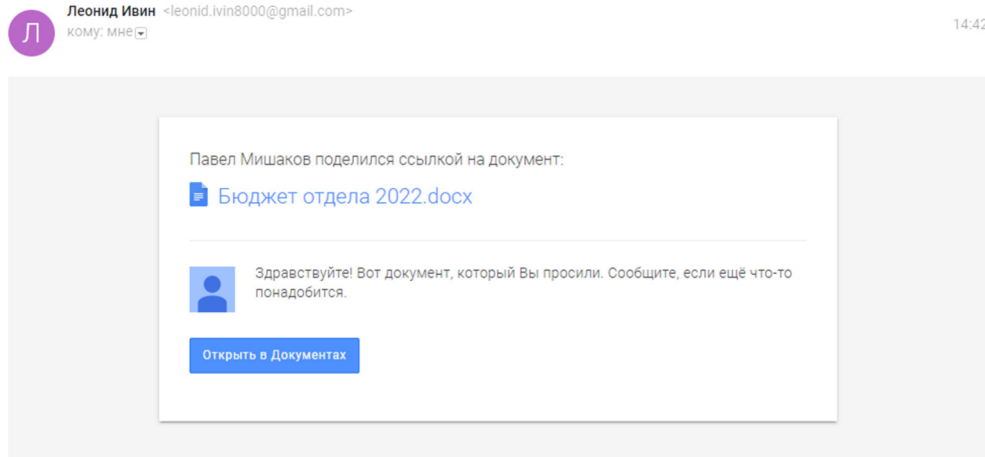 Леонид Ивин <leonid.ivin8000@gmail.com>
14:42
Л
кому: мне
Павел Мишаков поделился ссылкой на документ:
Бюджет отдела 2022.docx
Здравствуйте! Вот документ, который Вы просили. Сообщите, если ещё что-то
понадобится.
Открыть в Документах